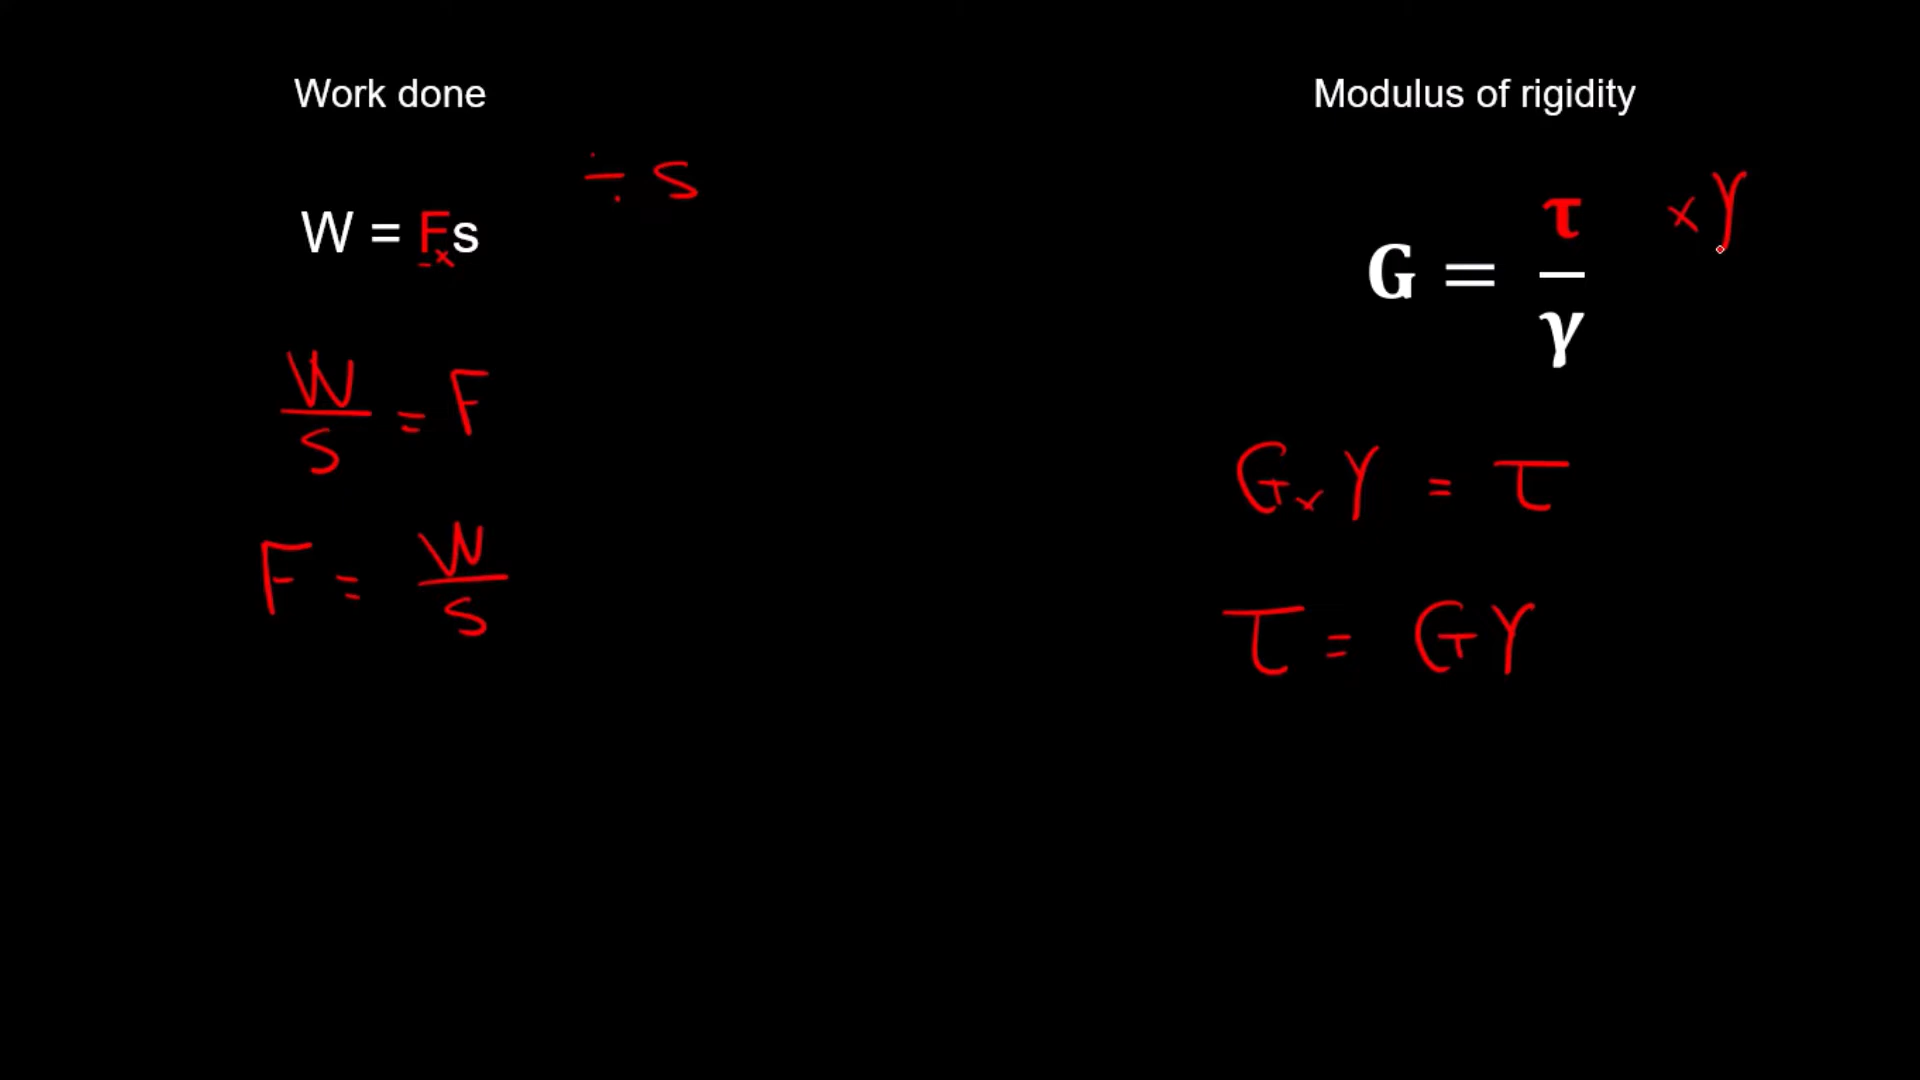 Work done
÷ s
W = Fs
×
W/s = F
F = W/s
Modulus of rigidity
× γ
G = τ/γ
G × γ = τ
τ = Gγ